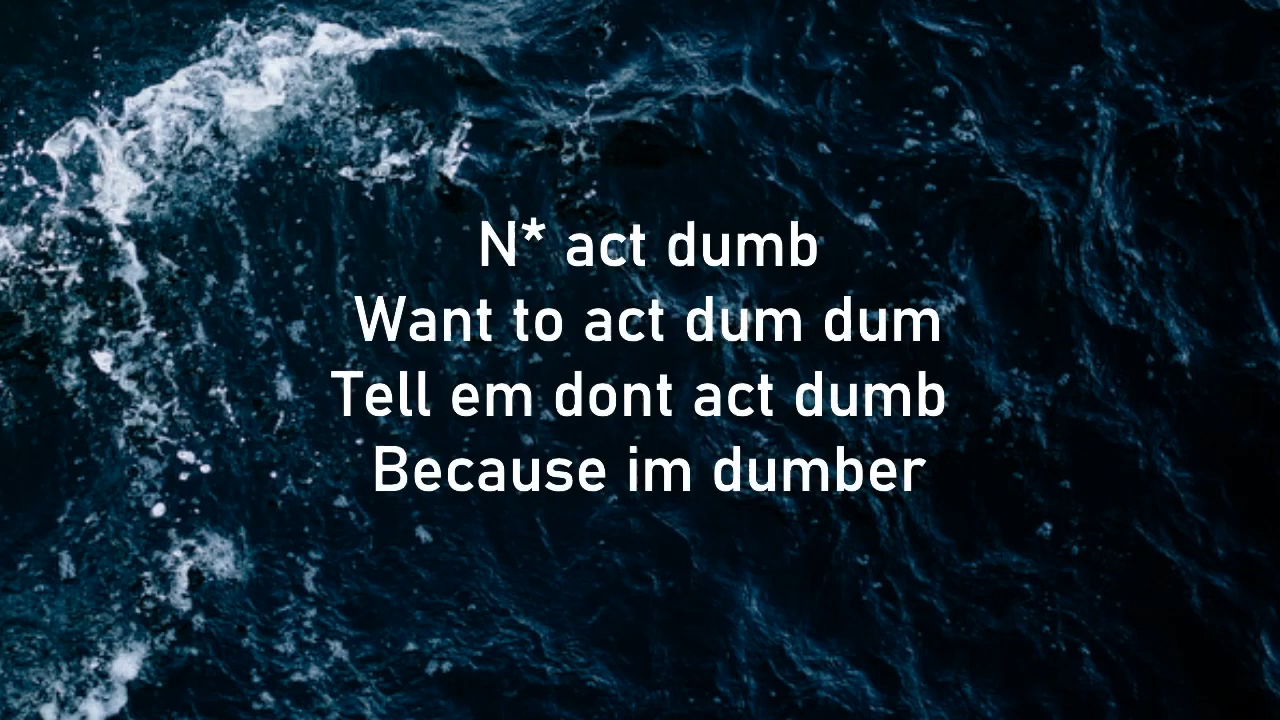 N* act dumb
Want to act dum dum
Tell em dont act dumb
Because im dumber